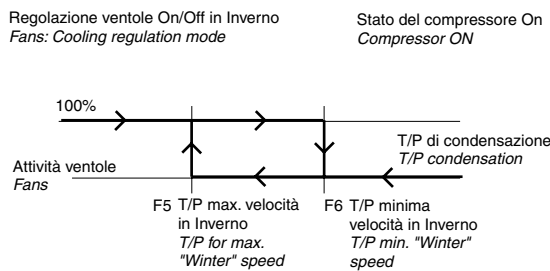 Regolazione ventole On/Off in Inverno
Fans: Cooling regulation mode
Stato del compressore On
Compressor ON
100%
T/P di condensazione
T/P condensation
Attività ventole
Fans
F5 T/P max. velocità
in Inverno
T/P for max.
"Winter" speed
F6 T/P minima
velocità in Inverno
T/P min. "Winter"
speed